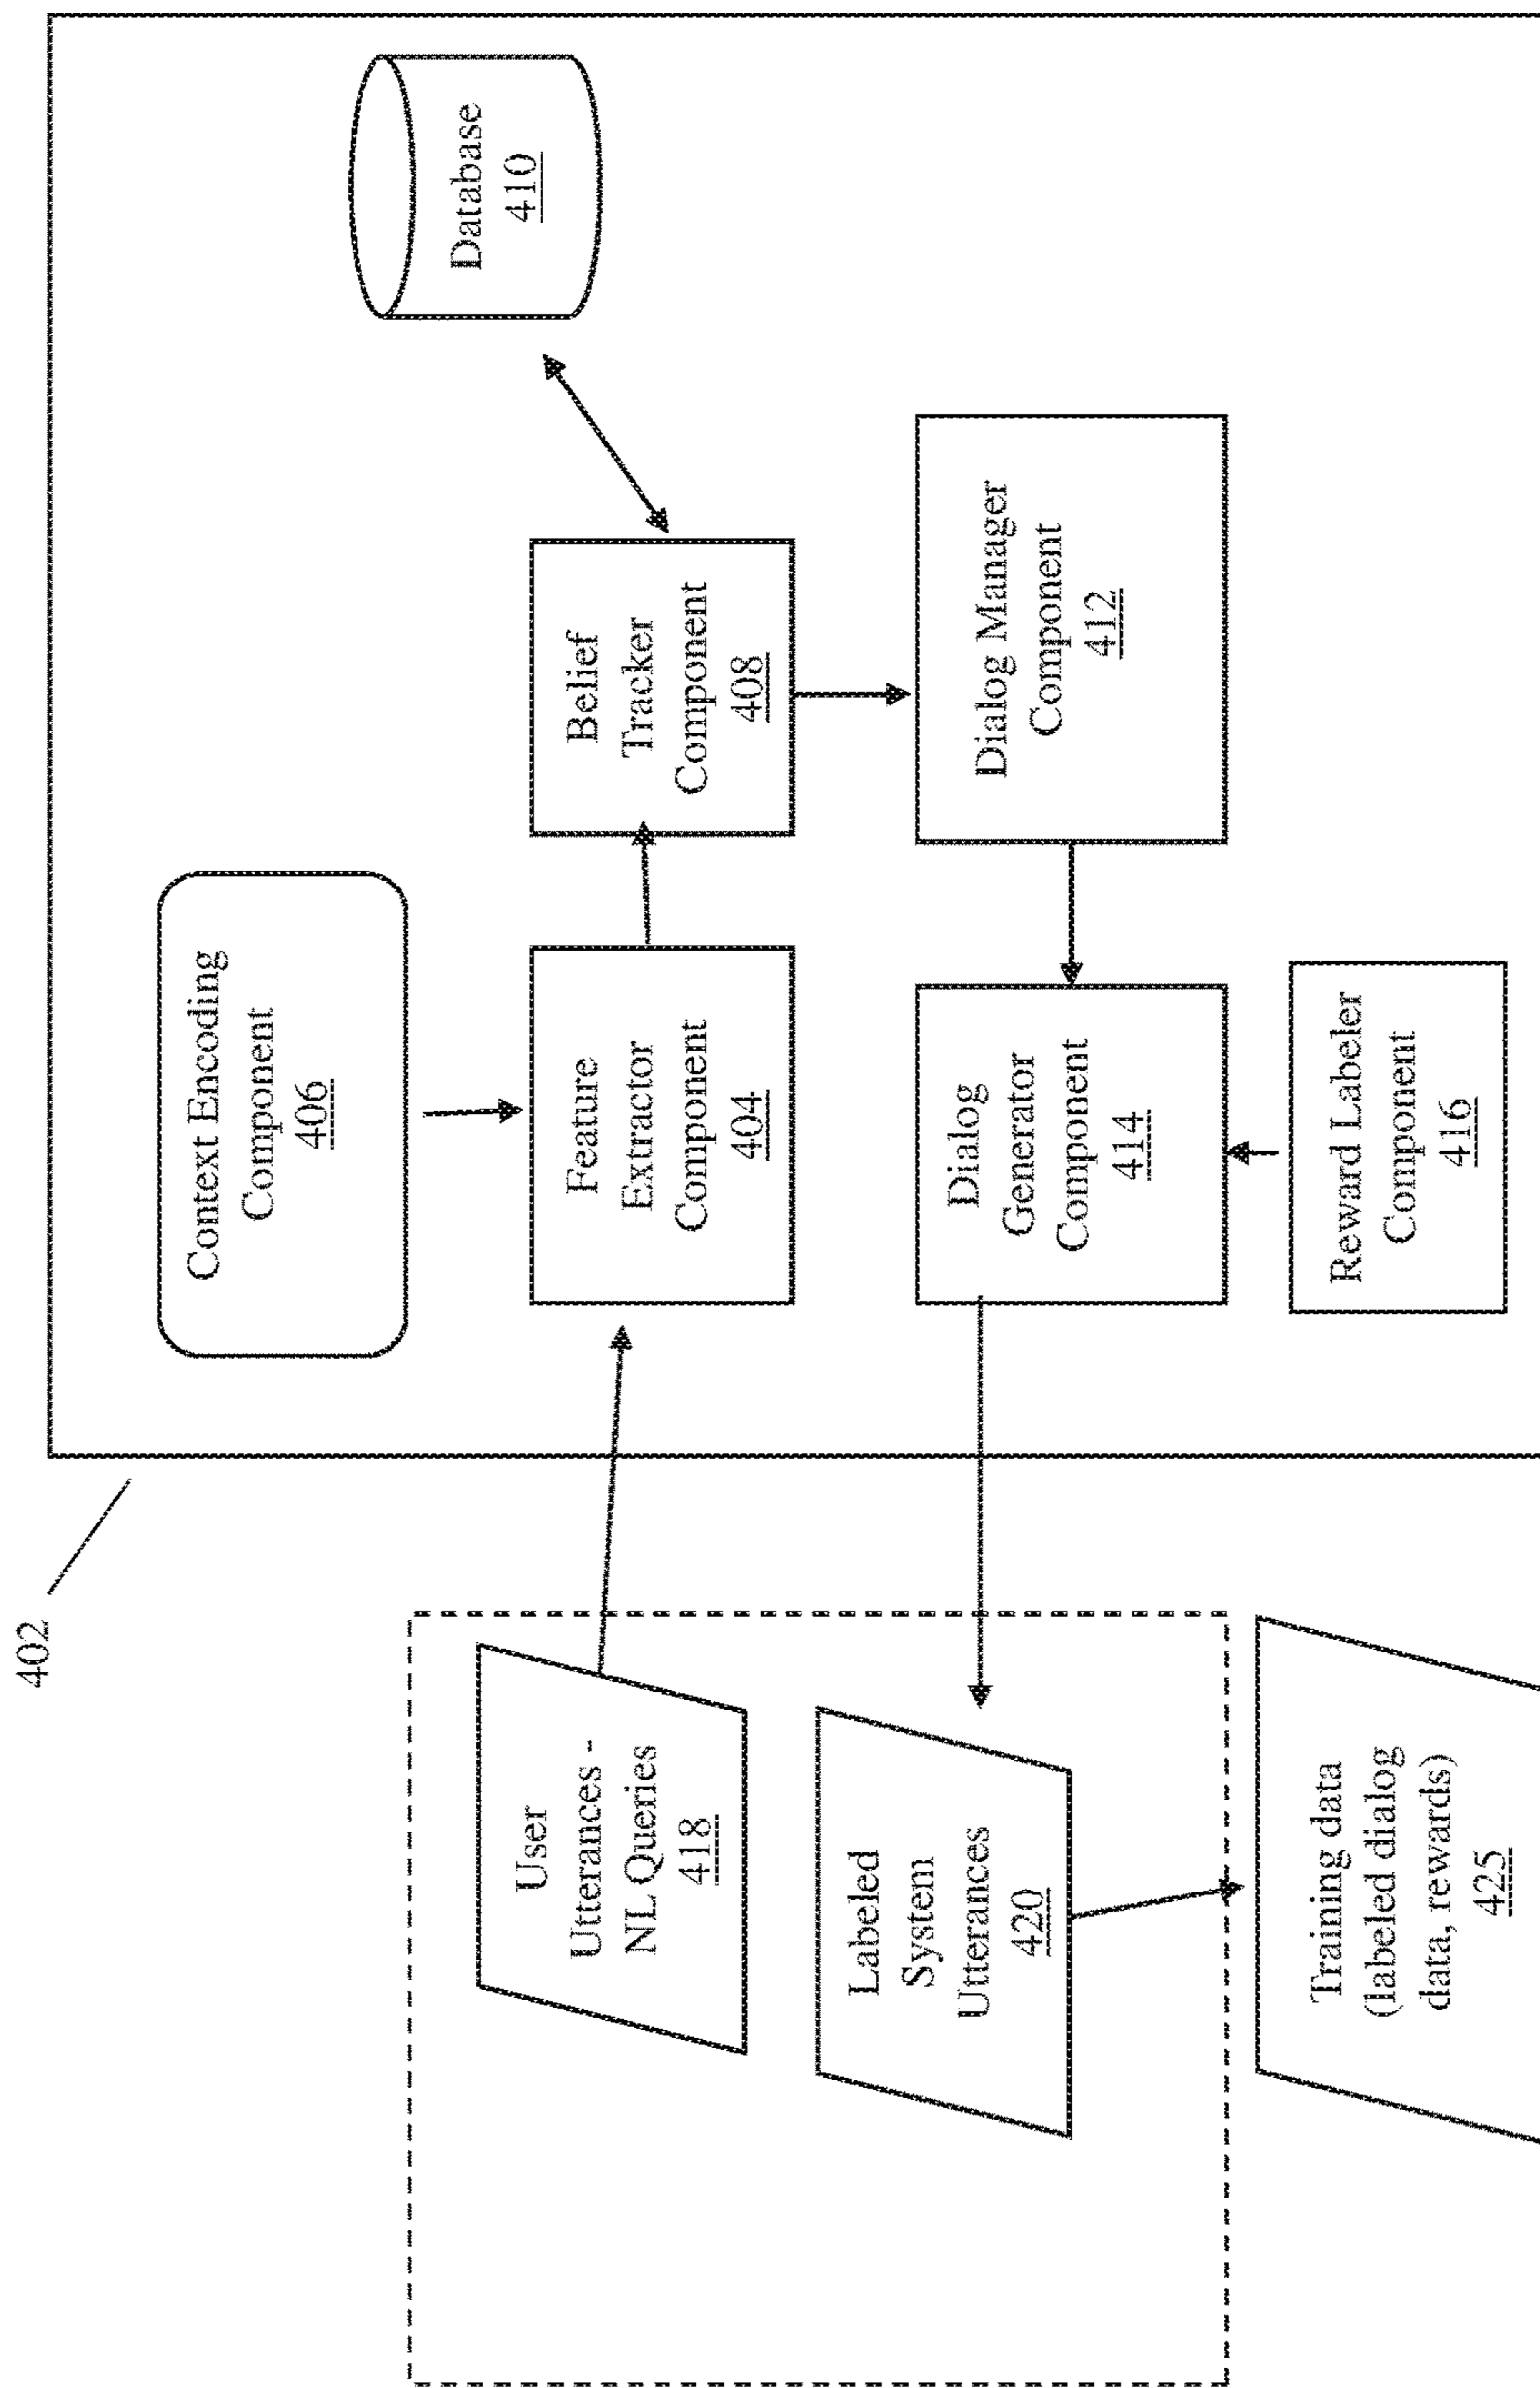 402
Context Encoding
Component
406
Database
410
User
Utterances -
NL Queries
418
Feature
Extractor
Component
404
Belief
Tracker
Component
408
Labeled
System
Utterances
420
Dialog
Generator
Component
414
Dialog Manager
Component
412
Training data
(labeled dialog
data, rewards)
425
Reward Labeler
Component
416